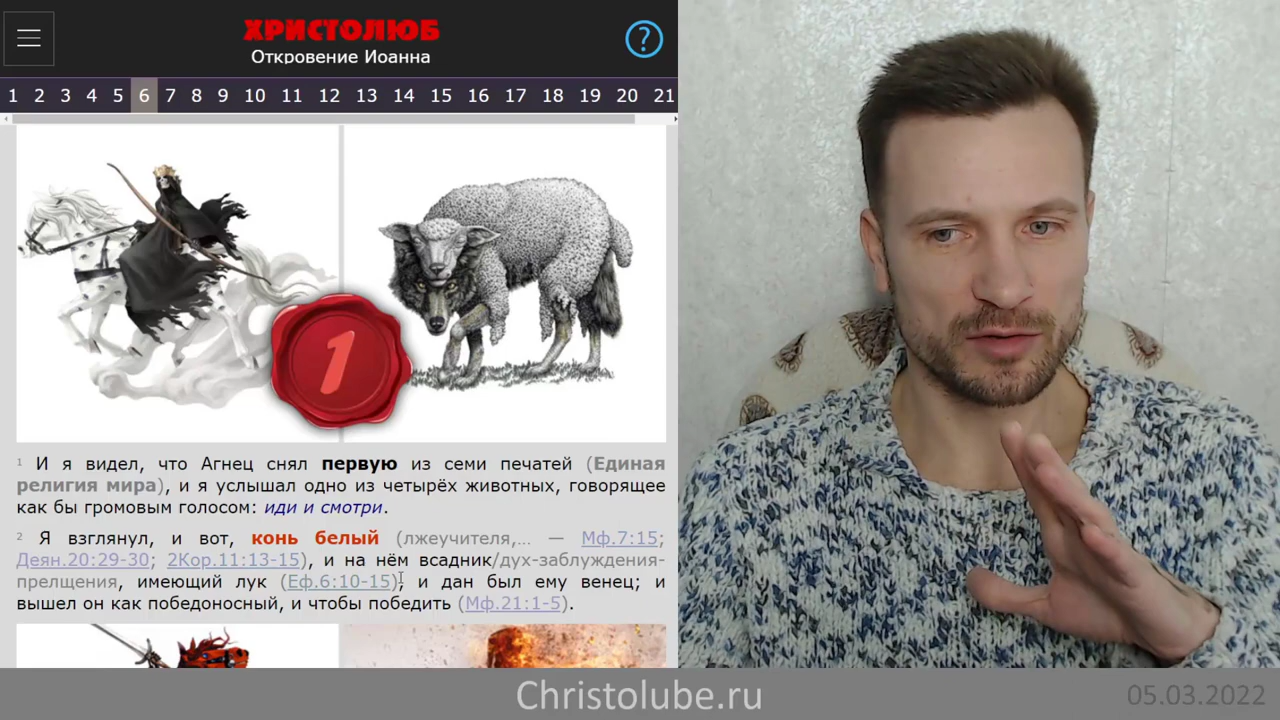 ХРИСТОЛЮБ
?
Откровение Иоанна
1 2 3 4 5 6 7 8 9 10 11 12 13 14 15 16 17 18 19 20 21
1
1 И я видел, что Агнец снял первую из семи печатей (Единая
религия мира), и я услышал одно из четырёх животных, говорящее
как бы громовым голосом: иди и смотри.
2 Я взглянул, и вот, конь белый (лжеучителя,... — Мф.7:15;
Деян.20:29-30; 2Кор.11:13-15), и на нём всадник/дух-заблуждения-
прелщения, имеющий лук (Еф.6:10-15); и дан был ему венец; и
вышел он как победоносный, и чтобы победить (Мф.21:1-5).
Christolube.ru
05.03.2022